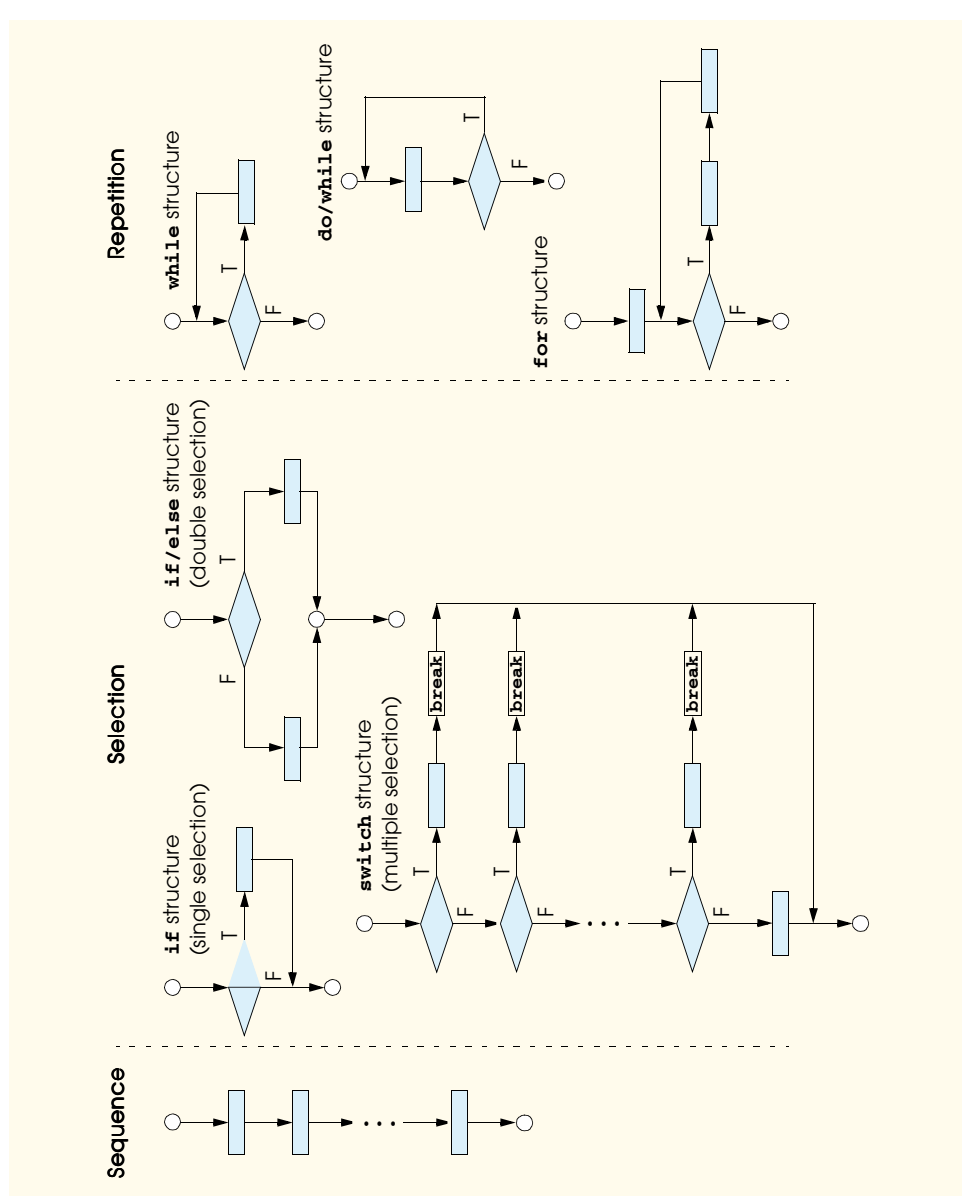 Sequence
Selection
if structure
(single selection)
T
F
if/else structure
(double selection)
F
T
switch structure
(multiple selection)
T
break
F
T
break
F
T
break
F
Repetition
while structure
T
F
do/while structure
T
F
for structure
T
F